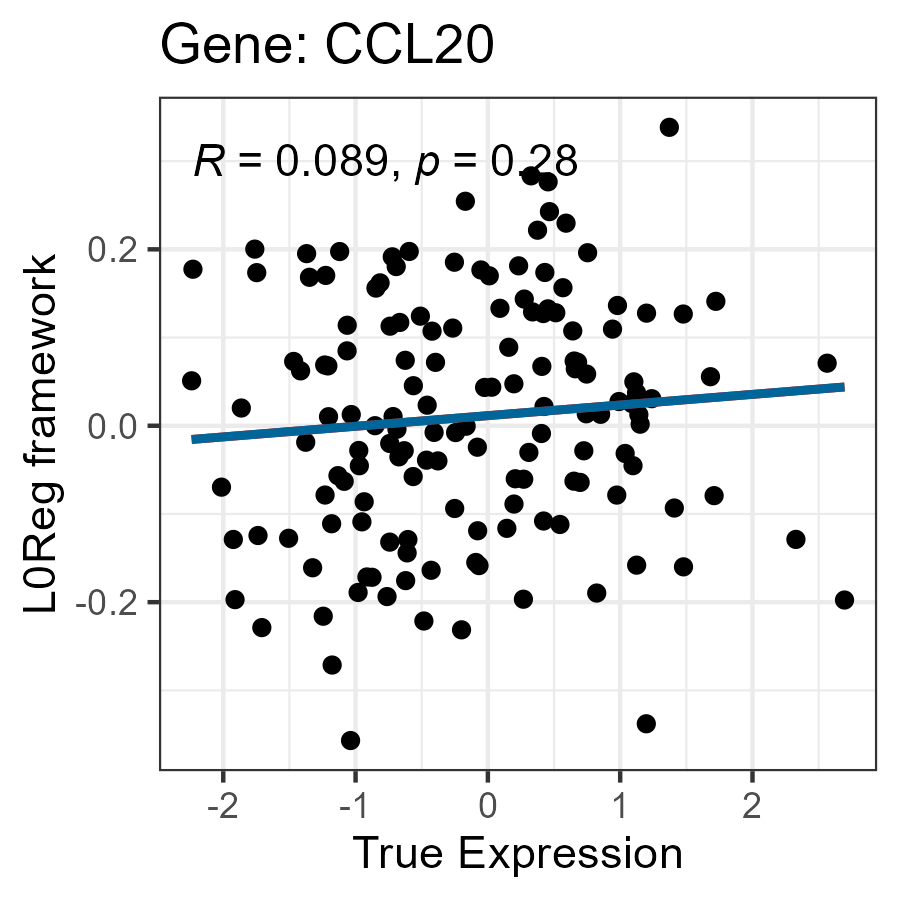 Gene: CCL20
R = 0.089, p = 0.28
L0Reg framework
0.2
0.0
-0.2
-2 -1 0 1 2
True Expression